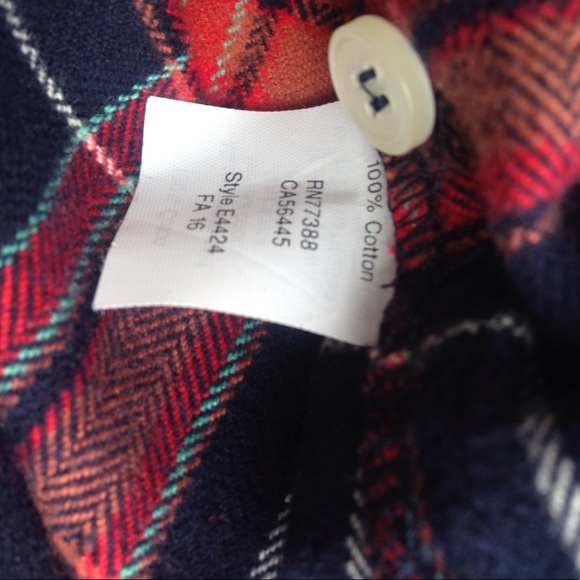 100% Cotton
RN77388
CA56445
Style E4424
FA 16